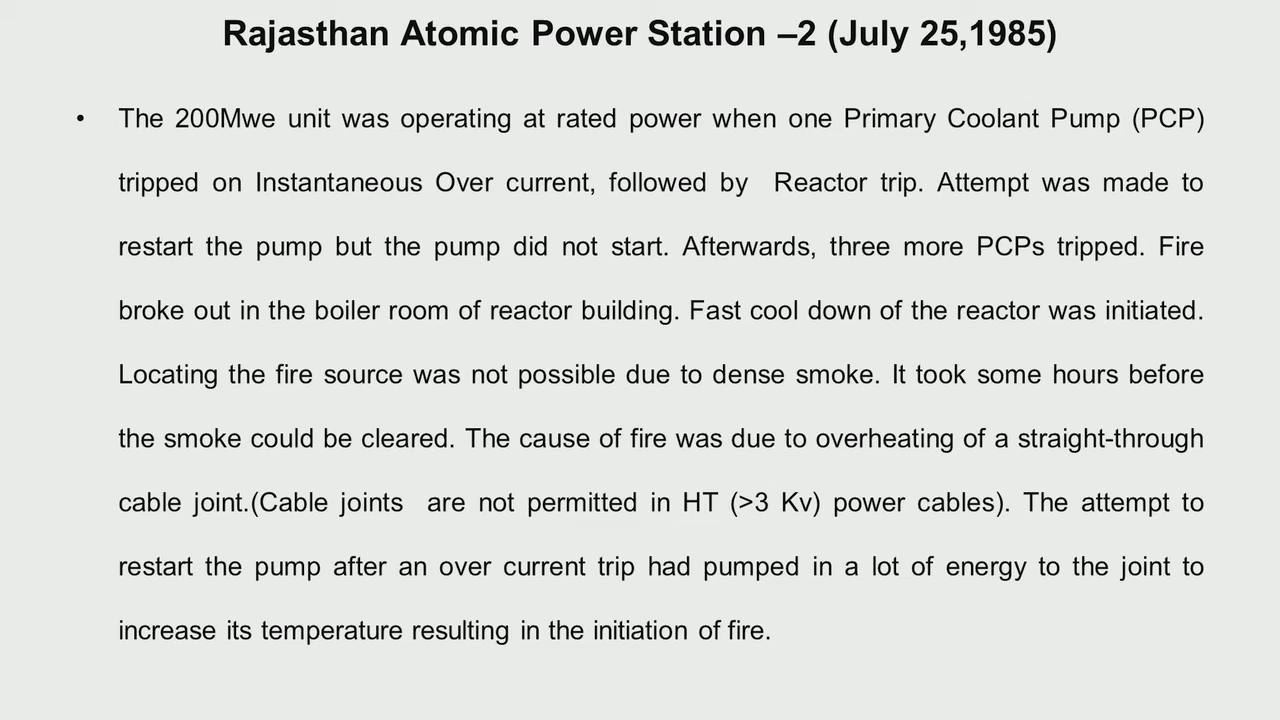 Rajasthan Atomic Power Station –2 (July 25,1985)
• The 200Mwe unit was operating at rated power when one Primary Coolant Pump (PCP)
tripped on Instantaneous Over current, followed by  Reactor trip. Attempt was made to
restart the pump but the pump did not start. Afterwards, three more PCPs tripped. Fire
broke out in the boiler room of reactor building. Fast cool down of the reactor was initiated.
Locating the fire source was not possible due to dense smoke. It took some hours before
the smoke could be cleared. The cause of fire was due to overheating of a straight-through
cable joint.(Cable joints  are not permitted in HT (>3 Kv) power cables). The attempt to
restart the pump after an over current trip had pumped in a lot of energy to the joint to
increase its temperature resulting in the initiation of fire.